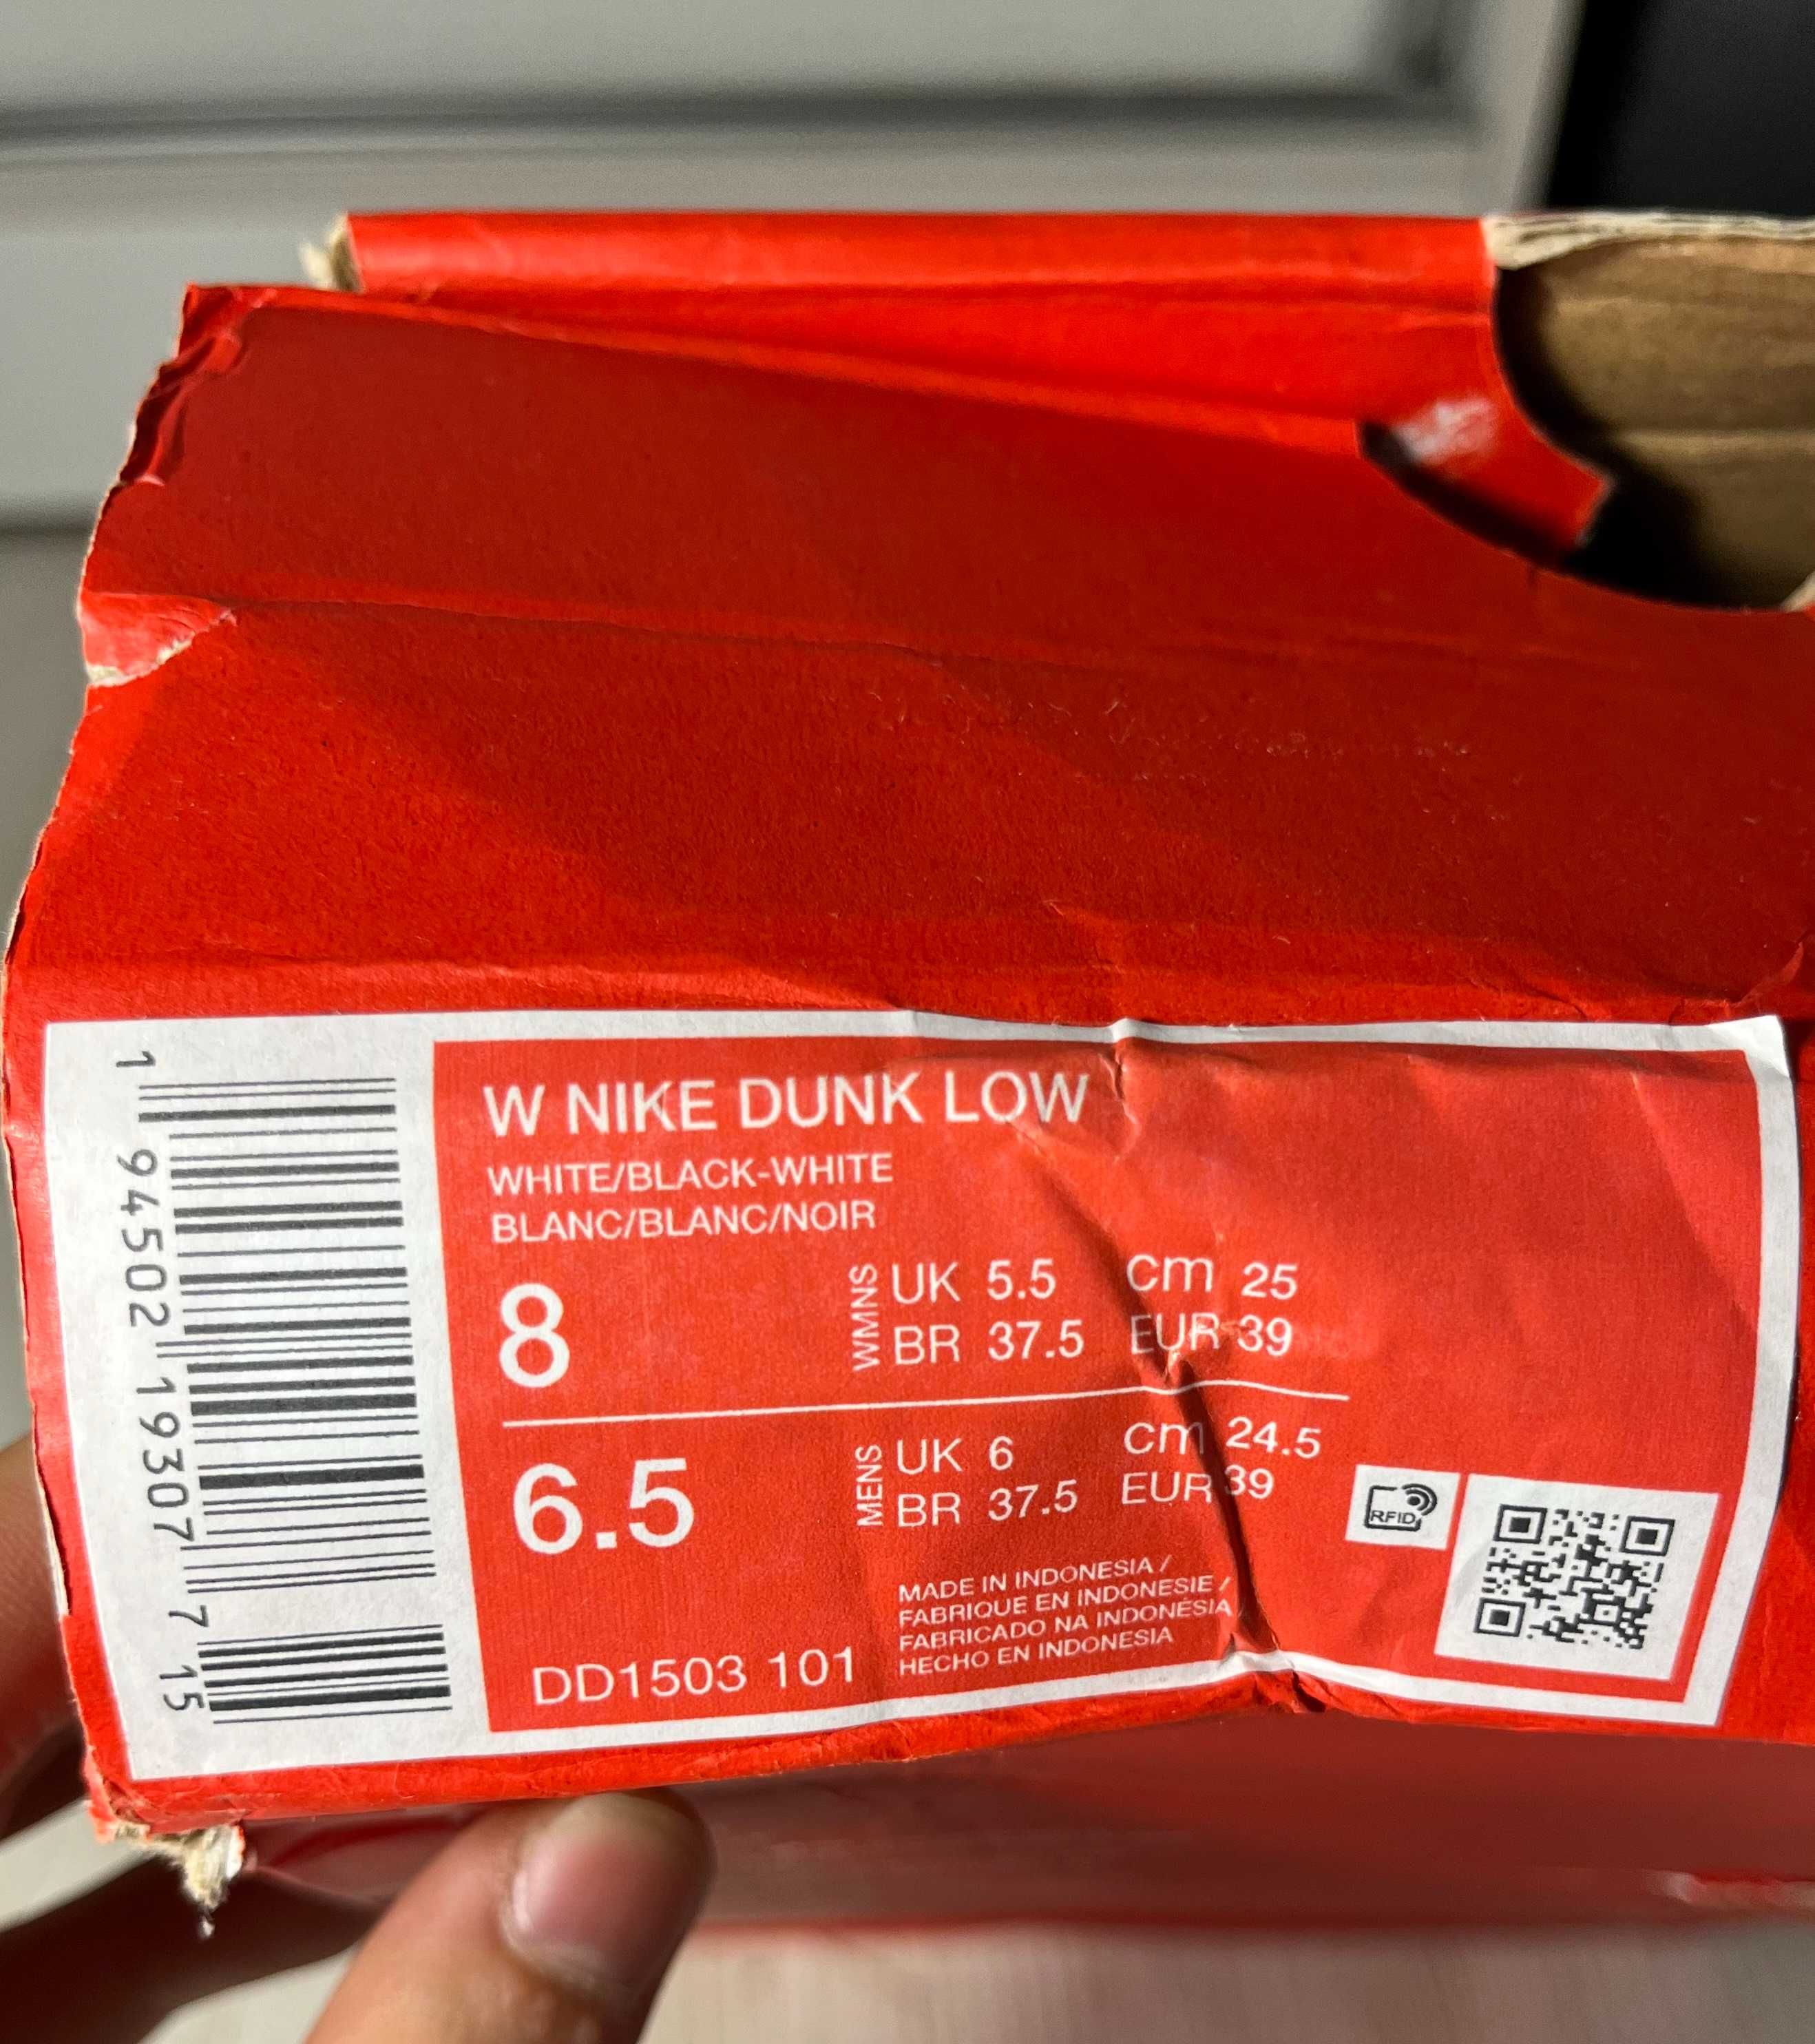 1 94502 19307 7 15
W NIKE DUNK LOW
WHITE/BLACK-WHITE
BLANC/BLANC/NOIR
8 WMNS UK 5.5 cm 25
BR 37.5 EUR 39
6.5 MENS UK 6 cm 24.5
BR 37.5 EUR 39
RFID
MADE IN INDONESIA /
FABRIQUE EN INDONESIE /
FABRICADO NA INDONÉSIA /
HECHO EN INDONESIA
DD1503 101